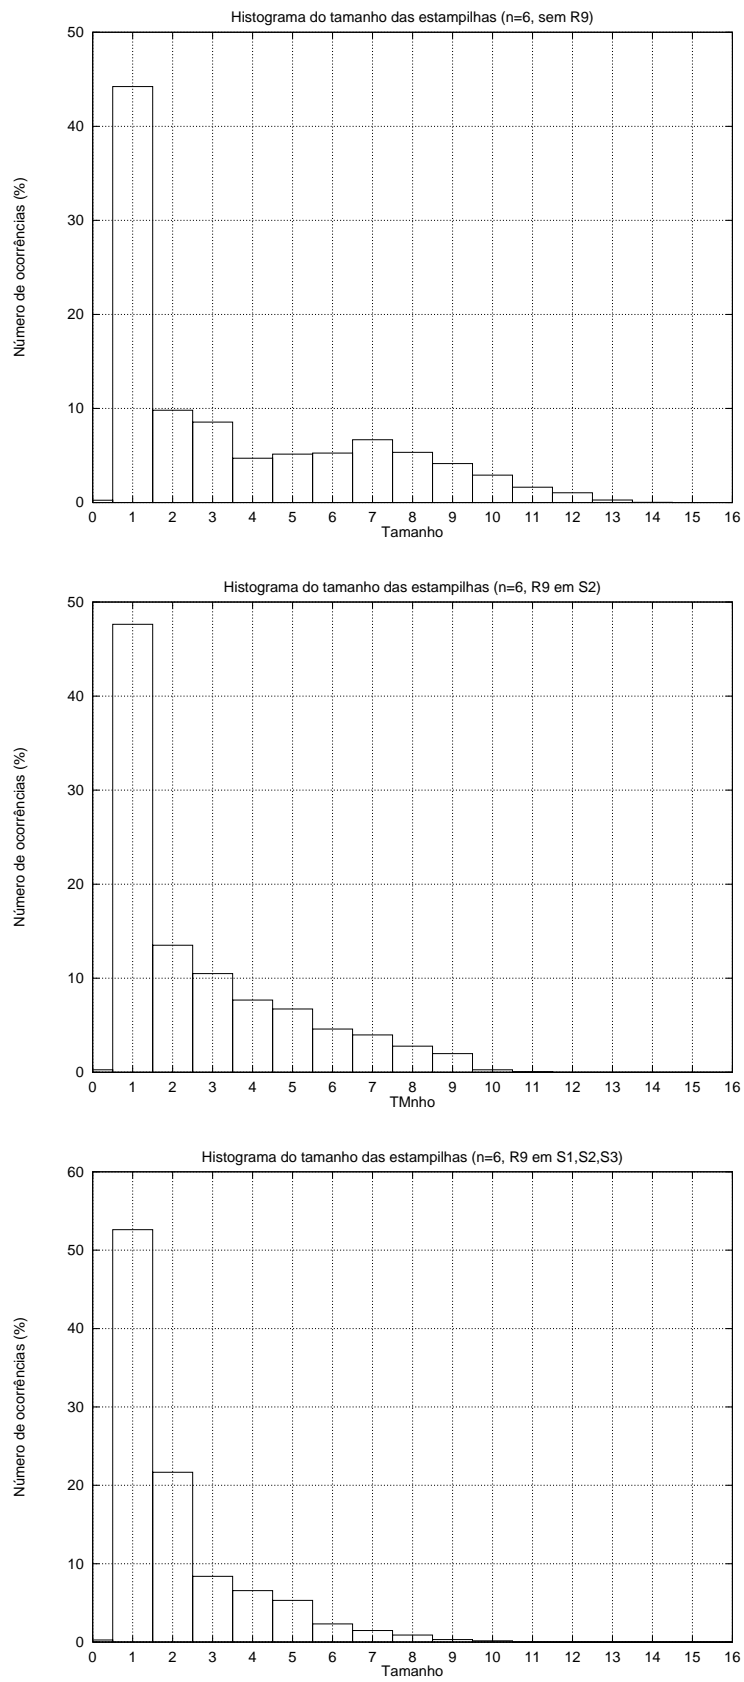 Histograma do tamanho das estampilhas (n=6, sem R9)
50
40
30
20
10
0
Número de ocorrências (%)
0 1 2 3 4 5 6 7 8 9 10 11 12 13 14 15 16
Tamanho
Histograma do tamanho das estampilhas (n=6, R9 em S2)
50
40
30
20
10
0
Número de ocorrências (%)
0 1 2 3 4 5 6 7 8 9 10 11 12 13 14 15 16
TMnho
Histograma do tamanho das estampilhas (n=6, R9 em S1,S2,S3)
60
50
40
30
20
10
0
Número de ocorrências (%)
0 1 2 3 4 5 6 7 8 9 10 11 12 13 14 15 16
Tamanho